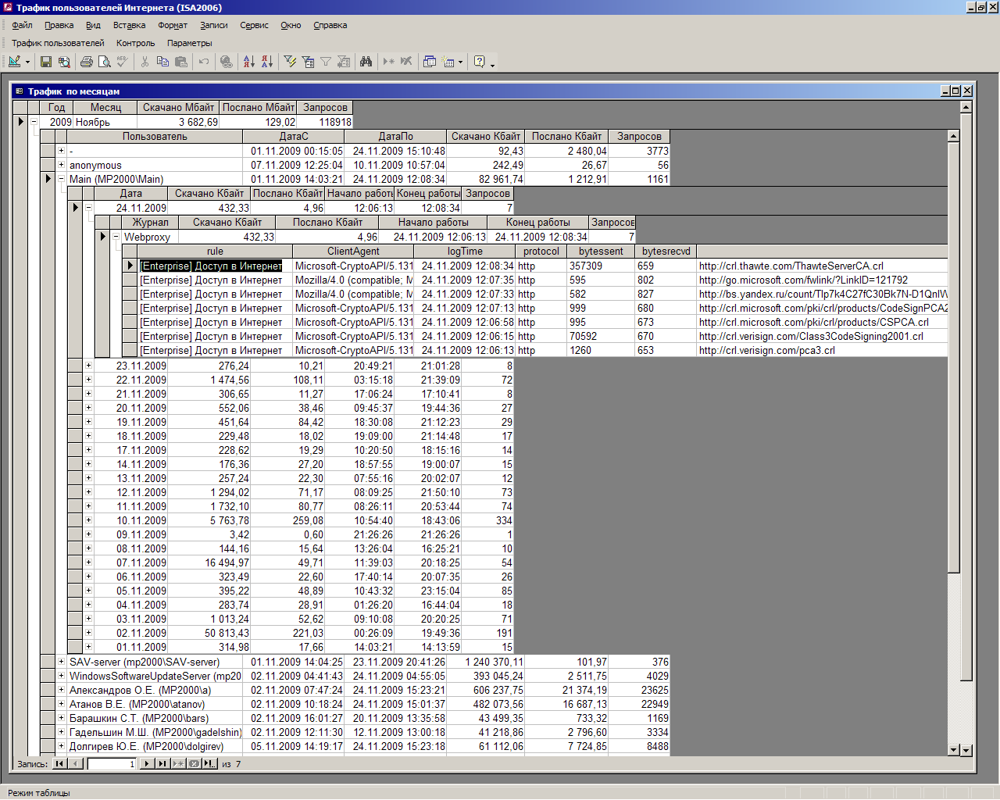 Трафик пользователей Интернета (ISA2006)
Файл Правка Вид Вставка Формат Записи Сервис Окно Справка
Трафик пользователей Контроль Параметры
Трафик по месяцам
Год Месяц Скачано Мбайт Послано Мбайт Запросов
2009 Ноябрь 3 682,69 129,02 118918
Пользователь ДатаС ДатаПо Скачано Кбайт Послано Кбайт Запросов
- 01.11.2009 00:15:05 24.11.2009 15:10:48 92,43 2 480,04 3773
anonymous 07.11.2009 12:25:04 10.11.2009 10:57:04 242,49 26,67 56
Main (MP2000\Main) 01.11.2009 14:03:21 24.11.2009 12:08:34 82 961,74 1 212,91 1161
Дата Скачано Кбайт Послано Кбайт Начало работы Конец работы Запросов
24.11.2009 432,33 4,96 12:06:13 12:08:34 7
Журнал Скачано Кбайт Послано Кбайт Начало работы Конец работы Запросов
Webproxy 432,33 4,96 24.11.2009 12:06:13 24.11.2009 12:08:34 7
rule ClientAgent logTime protocol bytessent bytesrecvd
[Enterprise] Доступ в Интернет Microsoft-CryptoAPI/5.131 24.11.2009 12:08:34 http 357309 659 http://crl.thawte.com/ThawteServerCA.crl
[Enterprise] Доступ в Интернет Mozilla/4.0 (compatible; M 24.11.2009 12:07:35 http 595 802 http://go.microsoft.com/fwlink/?LinkID=121792
[Enterprise] Доступ в Интернет Mozilla/4.0 (compatible; M 24.11.2009 12:07:33 http 582 827 http://bs.yandex.ru/count/Tlp7k4C27fC30Bk7N-D1QnlW
[Enterprise] Доступ в Интернет Microsoft-CryptoAPI/5.131 24.11.2009 12:07:13 http 999 680 http://crl.microsoft.com/pki/crl/products/CodeSignPCA2
[Enterprise] Доступ в Интернет Microsoft-CryptoAPI/5.131 24.11.2009 12:06:58 http 995 673 http://crl.microsoft.com/pki/crl/products/CSPCA.crl
[Enterprise] Доступ в Интернет Microsoft-CryptoAPI/5.131 24.11.2009 12:06:15 http 70592 670 http://crl.verisign.com/Class3CodeSigning2001.crl
[Enterprise] Доступ в Интернет Microsoft-CryptoAPI/5.131 24.11.2009 12:06:13 http 1260 653 http://crl.verisign.com/pca3.crl
23.11.2009 276,24 10,21 20:49:21 21:01:28 8
22.11.2009 1 474,56 108,11 03:15:18 21:39:09 72
21.11.2009 306,65 11,27 17:06:24 17:10:41 8
20.11.2009 552,06 38,46 09:45:37 19:44:36 27
19.11.2009 451,64 84,42 18:30:08 21:12:23 29
18.11.2009 229,48 18,02 19:09:00 21:14:48 17
17.11.2009 228,62 19,29 10:20:50 18:15:16 14
14.11.2009 176,36 27,20 18:57:55 19:00:07 15
13.11.2009 257,24 22,30 07:55:16 20:02:07 12
12.11.2009 1 294,02 71,17 08:09:25 21:50:10 73
11.11.2009 1 732,10 80,77 08:26:11 20:53:44 74
10.11.2009 5 763,78 259,08 10:54:40 18:43:06 334
09.11.2009 3,42 0,60 21:26:26 21:26:26 1
08.11.2009 144,16 15,64 13:26:04 16:25:21 10
07.11.2009 16 494,97 49,71 11:39:03 20:18:25 54
06.11.2009 323,49 22,60 17:40:14 20:07:35 26
05.11.2009 395,22 48,89 10:43:32 23:15:04 85
04.11.2009 283,74 28,91 01:26:20 16:44:04 18
03.11.2009 1 013,24 52,62 09:10:08 20:20:25 71
02.11.2009 50 813,43 221,03 00:26:09 19:49:36 191
01.11.2009 314,98 17,66 14:03:21 14:13:59 15
SAV-server (mp2000\SAV-server) 01.11.2009 14:04:25 23.11.2009 20:41:26 1 240 370,11 101,97 376
WindowsSoftwareUpdateServer (mp20 02.11.2009 04:41:43 24.11.2009 04:55:05 393 045,24 2 511,75 4029
Александров О.Е. (MP2000\a) 02.11.2009 07:47:24 24.11.2009 15:23:21 606 237,75 21 374,19 23625
Атанов В.Е. (MP2000\atanov) 02.11.2009 10:18:24 24.11.2009 15:01:37 482 073,56 16 687,13 22949
Барашкин С.Т. (MP2000\bars) 02.11.2009 16:01:27 20.11.2009 13:35:58 43 499,35 733,32 1169
Гадельшин М.Ш. (MP2000\gadelshin) 02.11.2009 12:11:30 12.11.2009 13:00:18 41 218,86 2 796,60 3334
Долгирев Ю.Е. (MP2000\dolgirev) 05.11.2009 14:19:17 24.11.2009 15:23:18 61 112,06 7 724,85 8488
Запись: 1 из 7
Режим таблицы